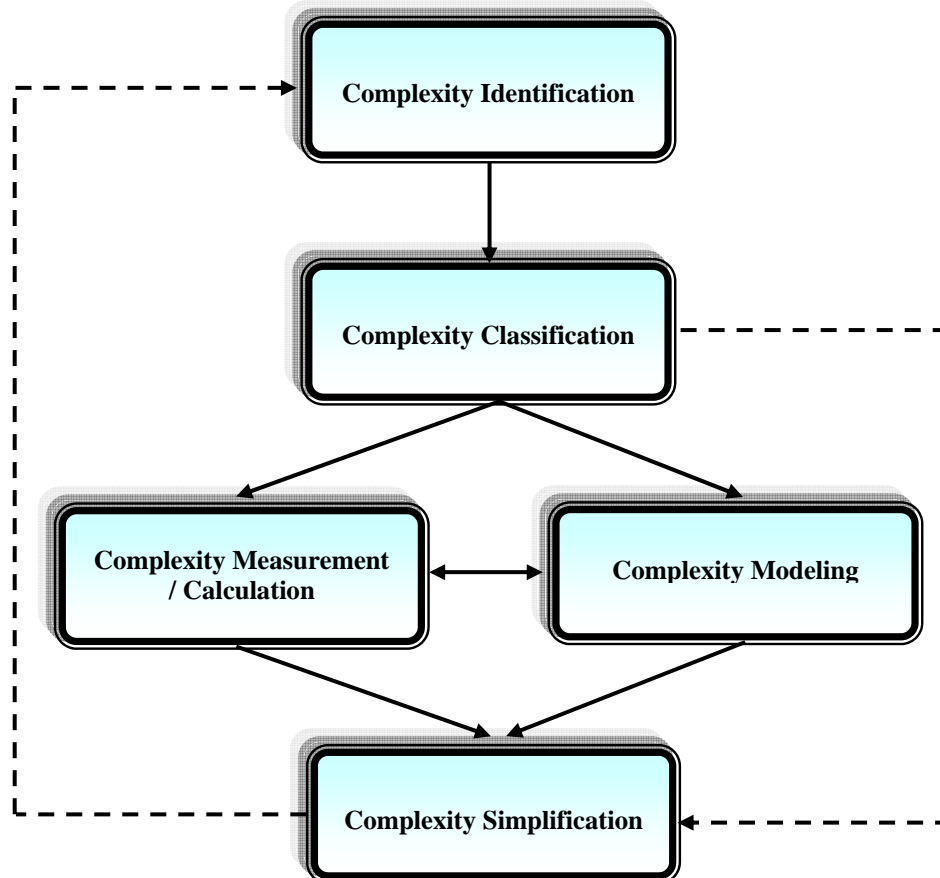 Complexity Identification
Complexity Classification
Complexity Measurement
/ Calculation
Complexity Modeling
Complexity Simplification